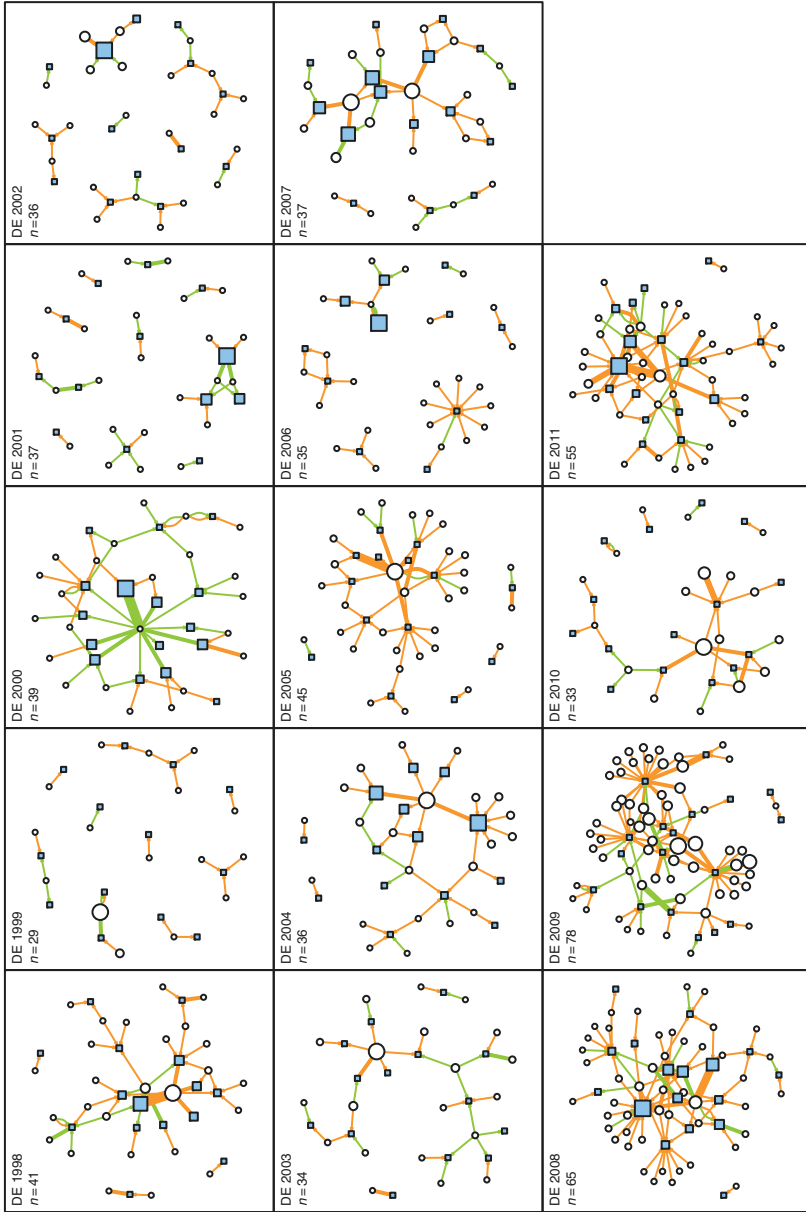 DE 1998
n=41
DE 1999
n=29
DE 2000
n=39
DE 2001
n=37
DE 2002
n=36
DE 2003
n=34
DE 2004
n=36
DE 2005
n=45
DE 2006
n=35
DE 2007
n=37
DE 2008
n=65
DE 2009
n=78
DE 2010
n=33
DE 2011
n=55